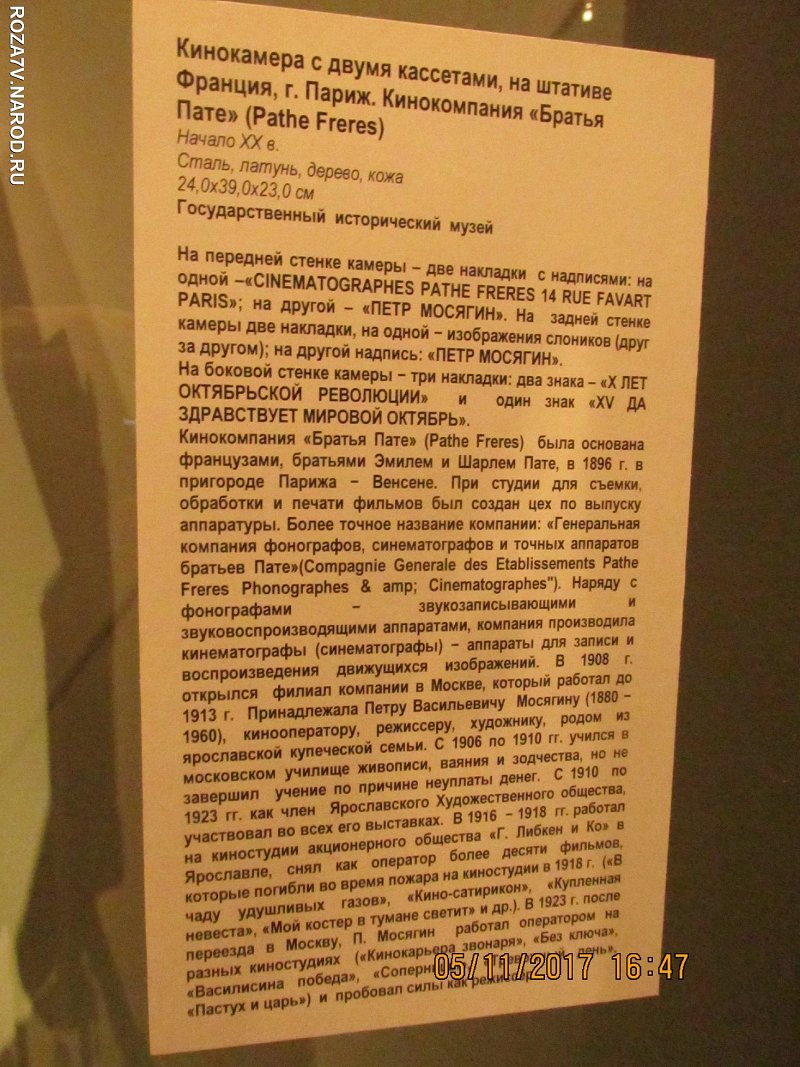 ROZA7V.NAROD.RU
Кинокамера с двумя кассетами, на штативе
Франция, г. Париж. Кинокомпания «Братья
Пате» (Pathe Freres)
Начало XX в.
Сталь, латунь, дерево, кожа
24,0х39,0х23,0 см
Государственный исторический музей
На передней стенке камеры – две накладки с надписями: на
одной –«CINEMATOGRAPHES PATHE FRERES 14 RUE FAVART
PARIS»; на другой – «ПЕТР МОСЯГИН». На задней стенке
камеры две накладки, на одной – изображения слоников (друг
за другом); на другой надпись: «ПЕТР МОСЯГИН».
На боковой стенке камеры – три накладки: два знака – «X ЛЕТ
ОКТЯБРЬСКОЙ РЕВОЛЮЦИИ» и один знак «XV ДА
ЗДРАВСТВУЕТ МИРОВОЙ ОКТЯБРЬ».
Кинокомпания «Братья Пате» (Pathe Freres) была основана
французами, братьями Эмилем и Шарлем Пате, в 1896 г. в
пригороде Парижа – Венсене. При студии для съемки,
обработки и печати фильмов был создан цех по выпуску
аппаратуры. Более точное название компании: «Генеральная
компания фонографов, синематографов и точных аппаратов
братьев Пате»(Compagnie Generale des Etablissements Pathe
Freres Phonographes & amp; Cinematographes"). Наряду с
фонографами – звукозаписывающими и
звуковоспроизводящими аппаратами, компания производила
кинематографы (синематографы) – аппараты для записи и
воспроизведения движущихся изображений. В 1908 г.
открылся филиал компании в Москве, который работал до
1913 г. Принадлежала Петру Васильевичу Мосягину (1880 –
1960), кинооператору, режиссеру, художнику, родом из
ярославской купеческой семьи. С 1906 по 1910 гг. учился в
московском училище живописи, ваяния и зодчества, но не
завершил учение по причине неуплаты денег. С 1910 по
1923 гг. как член Ярославского Художественного общества,
участвовал во всех его выставках. В 1916 – 1918 гг. работал
на киностудии акционерного общества «Г. Либкен и Ко» в
Ярославле, снял как оператор более десяти фильмов,
которые погибли во время пожара на киностудии в 1918 г. («В
чаду удушливых газов», «Кино-сатирикон», «Купленная
невеста», «Мой костер в тумане светит» и др.). В 1923 г. после
переезда в Москву, П. Мосягин работал оператором на
разных киностудиях («Кинокарьера звонаря», «Без ключа»,
«Василисина победа», день»,
«Пастух и царь») и пробовал силы как
05/11/2017 16:47